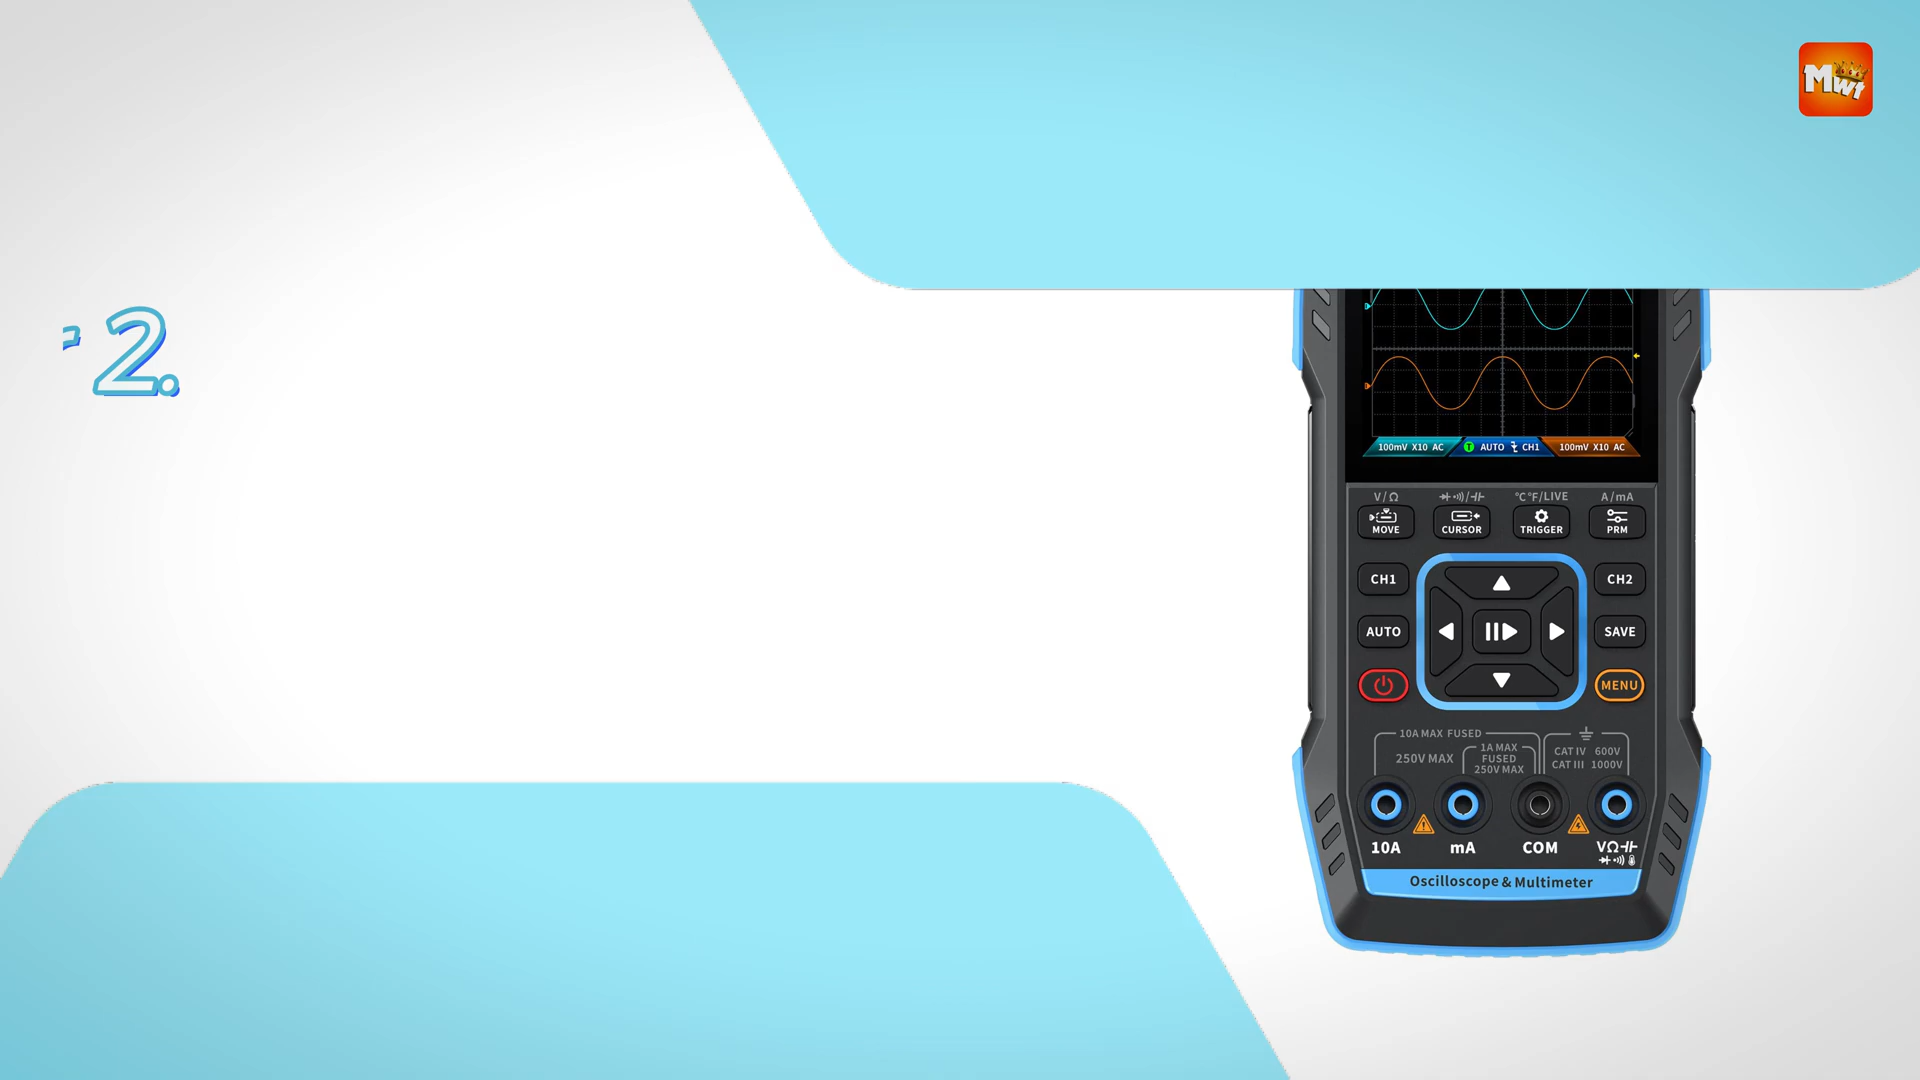 Mwt
2.
100mV X10 AC
AUTO CH1
100mV X10 AC
V/Ω
°C°F/LIVE
A/mA
MOVE
CURSOR
TRIGGER
PRM
CH1
CH2
AUTO
SAVE
MENU
10A MAX FUSED
250V MAX
1A MAX
FUSED
250V MAX
CAT IV 600V
CAT III 1000V
10A
mA
COM
VΩ
Oscilloscope & Multimeter